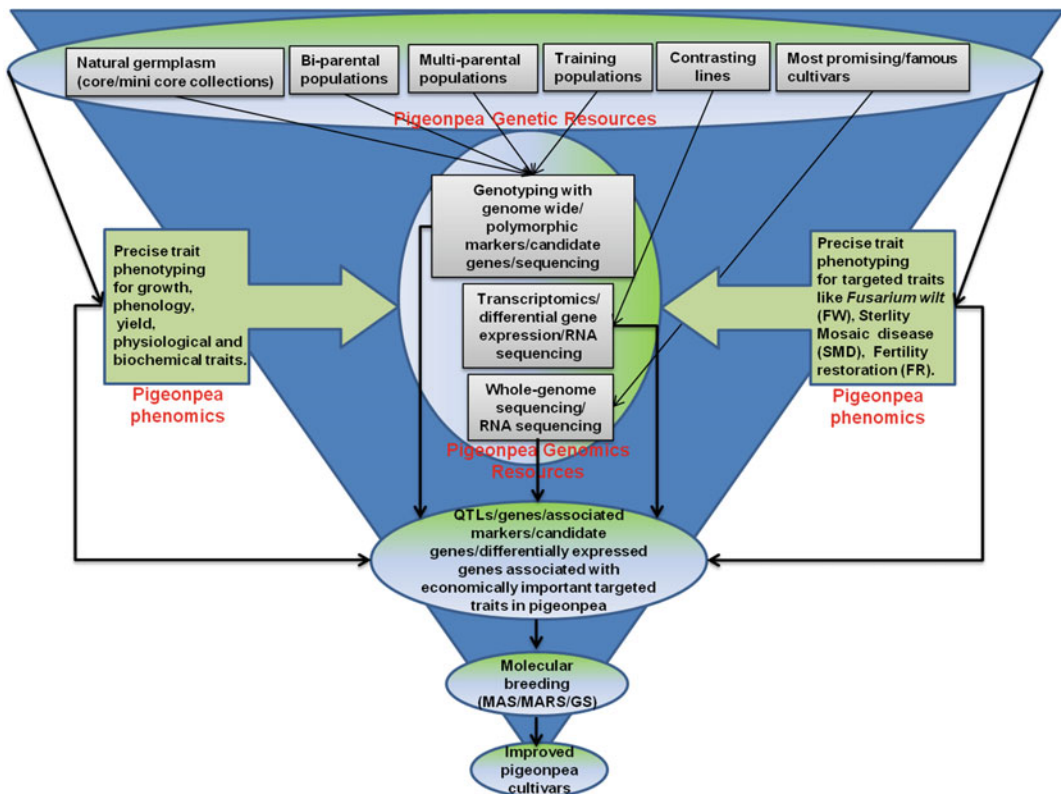 Natural germplasm
(core/mini core collections)
Bi-parental
populations
Multi-parental
populations
Training
populations
Contrasting
lines
Most promising/famous
cultivars
Pigeonpea Genetic Resources
Genotyping with
genome wide/
polymorphic
markers/candidate
genes/sequencing
Precise trait
phenotyping
for growth,
phenology,
yield,
physiological and
biochemical traits.
Pigeonpea
phenomics
Transcriptomics/
differential gene
expression/RNA
sequencing
Whole-genome
sequencing/
RNA sequencing
Pigeonpea Genomics
Resources
Precise trait
phenotyping
for targeted traits
like Fusarium wilt
(FW), Sterlity
Mosaic disease
(SMD), Fertility
restoration (FR).
Pigeonpea
phenomics
QTLs/genes/associated
markers/candidate
genes/differentially expressed
genes associated with
economically important targeted
traits in pigeonpea
Molecular
breeding
(MAS/MARS/GS)
Improved
pigeonpea
cultivars